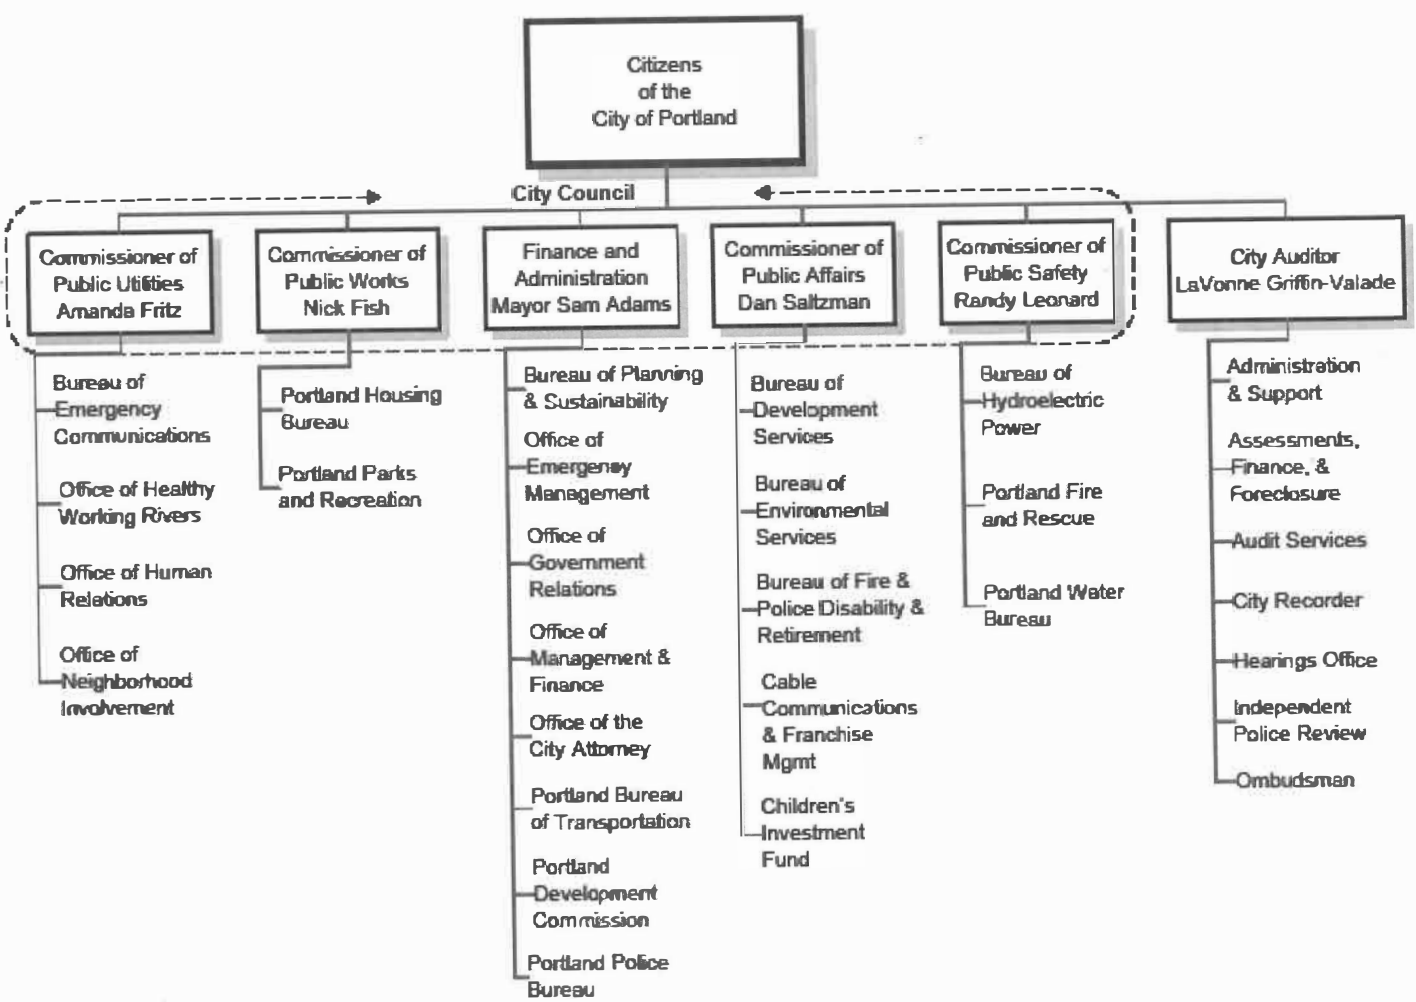 Citizens
of the
City of Portland
City Council
Commissioner of
Public Utilities
Amanda Fritz
Commissioner of
Public Works
Nick Fish
Finance and
Administration
Mayor Sam Adams
Commissioner of
Public Affairs
Dan Saltzman
Commissioner of
Public Safety
Randy Leonard
City Auditor
LaVonne Griffin-Valade
Bureau of
Emergency
Communications
Office of Healthy
Working Rivers
Office of Human
Relations
Office of
Neighborhood
Involvement
Portland Housing
Bureau
Portland Parks
and Recreation
Bureau of Planning
& Sustainability
Office of
Emergency
Management
Office of
Government
Relations
Office of
Management &
Finance
Office of the
City Attorney
Portland Bureau
of Transportation
Portland
Development
Commission
Portland Police
Bureau
Bureau of
Development
Services
Bureau of
Environmental
Services
Bureau of Fire &
Police Disability &
Retirement
Cable
Communications
& Franchise
Mgmt
Children's
Investment
Fund
Bureau of
Hydroelectric
Power
Portland Fire
and Rescue
Portland Water
Bureau
Administration
& Support
Assessments,
Finance, &
Foreclosure
Audit Services
City Recorder
Hearings Office
Independent
Police Review
Ombudsman